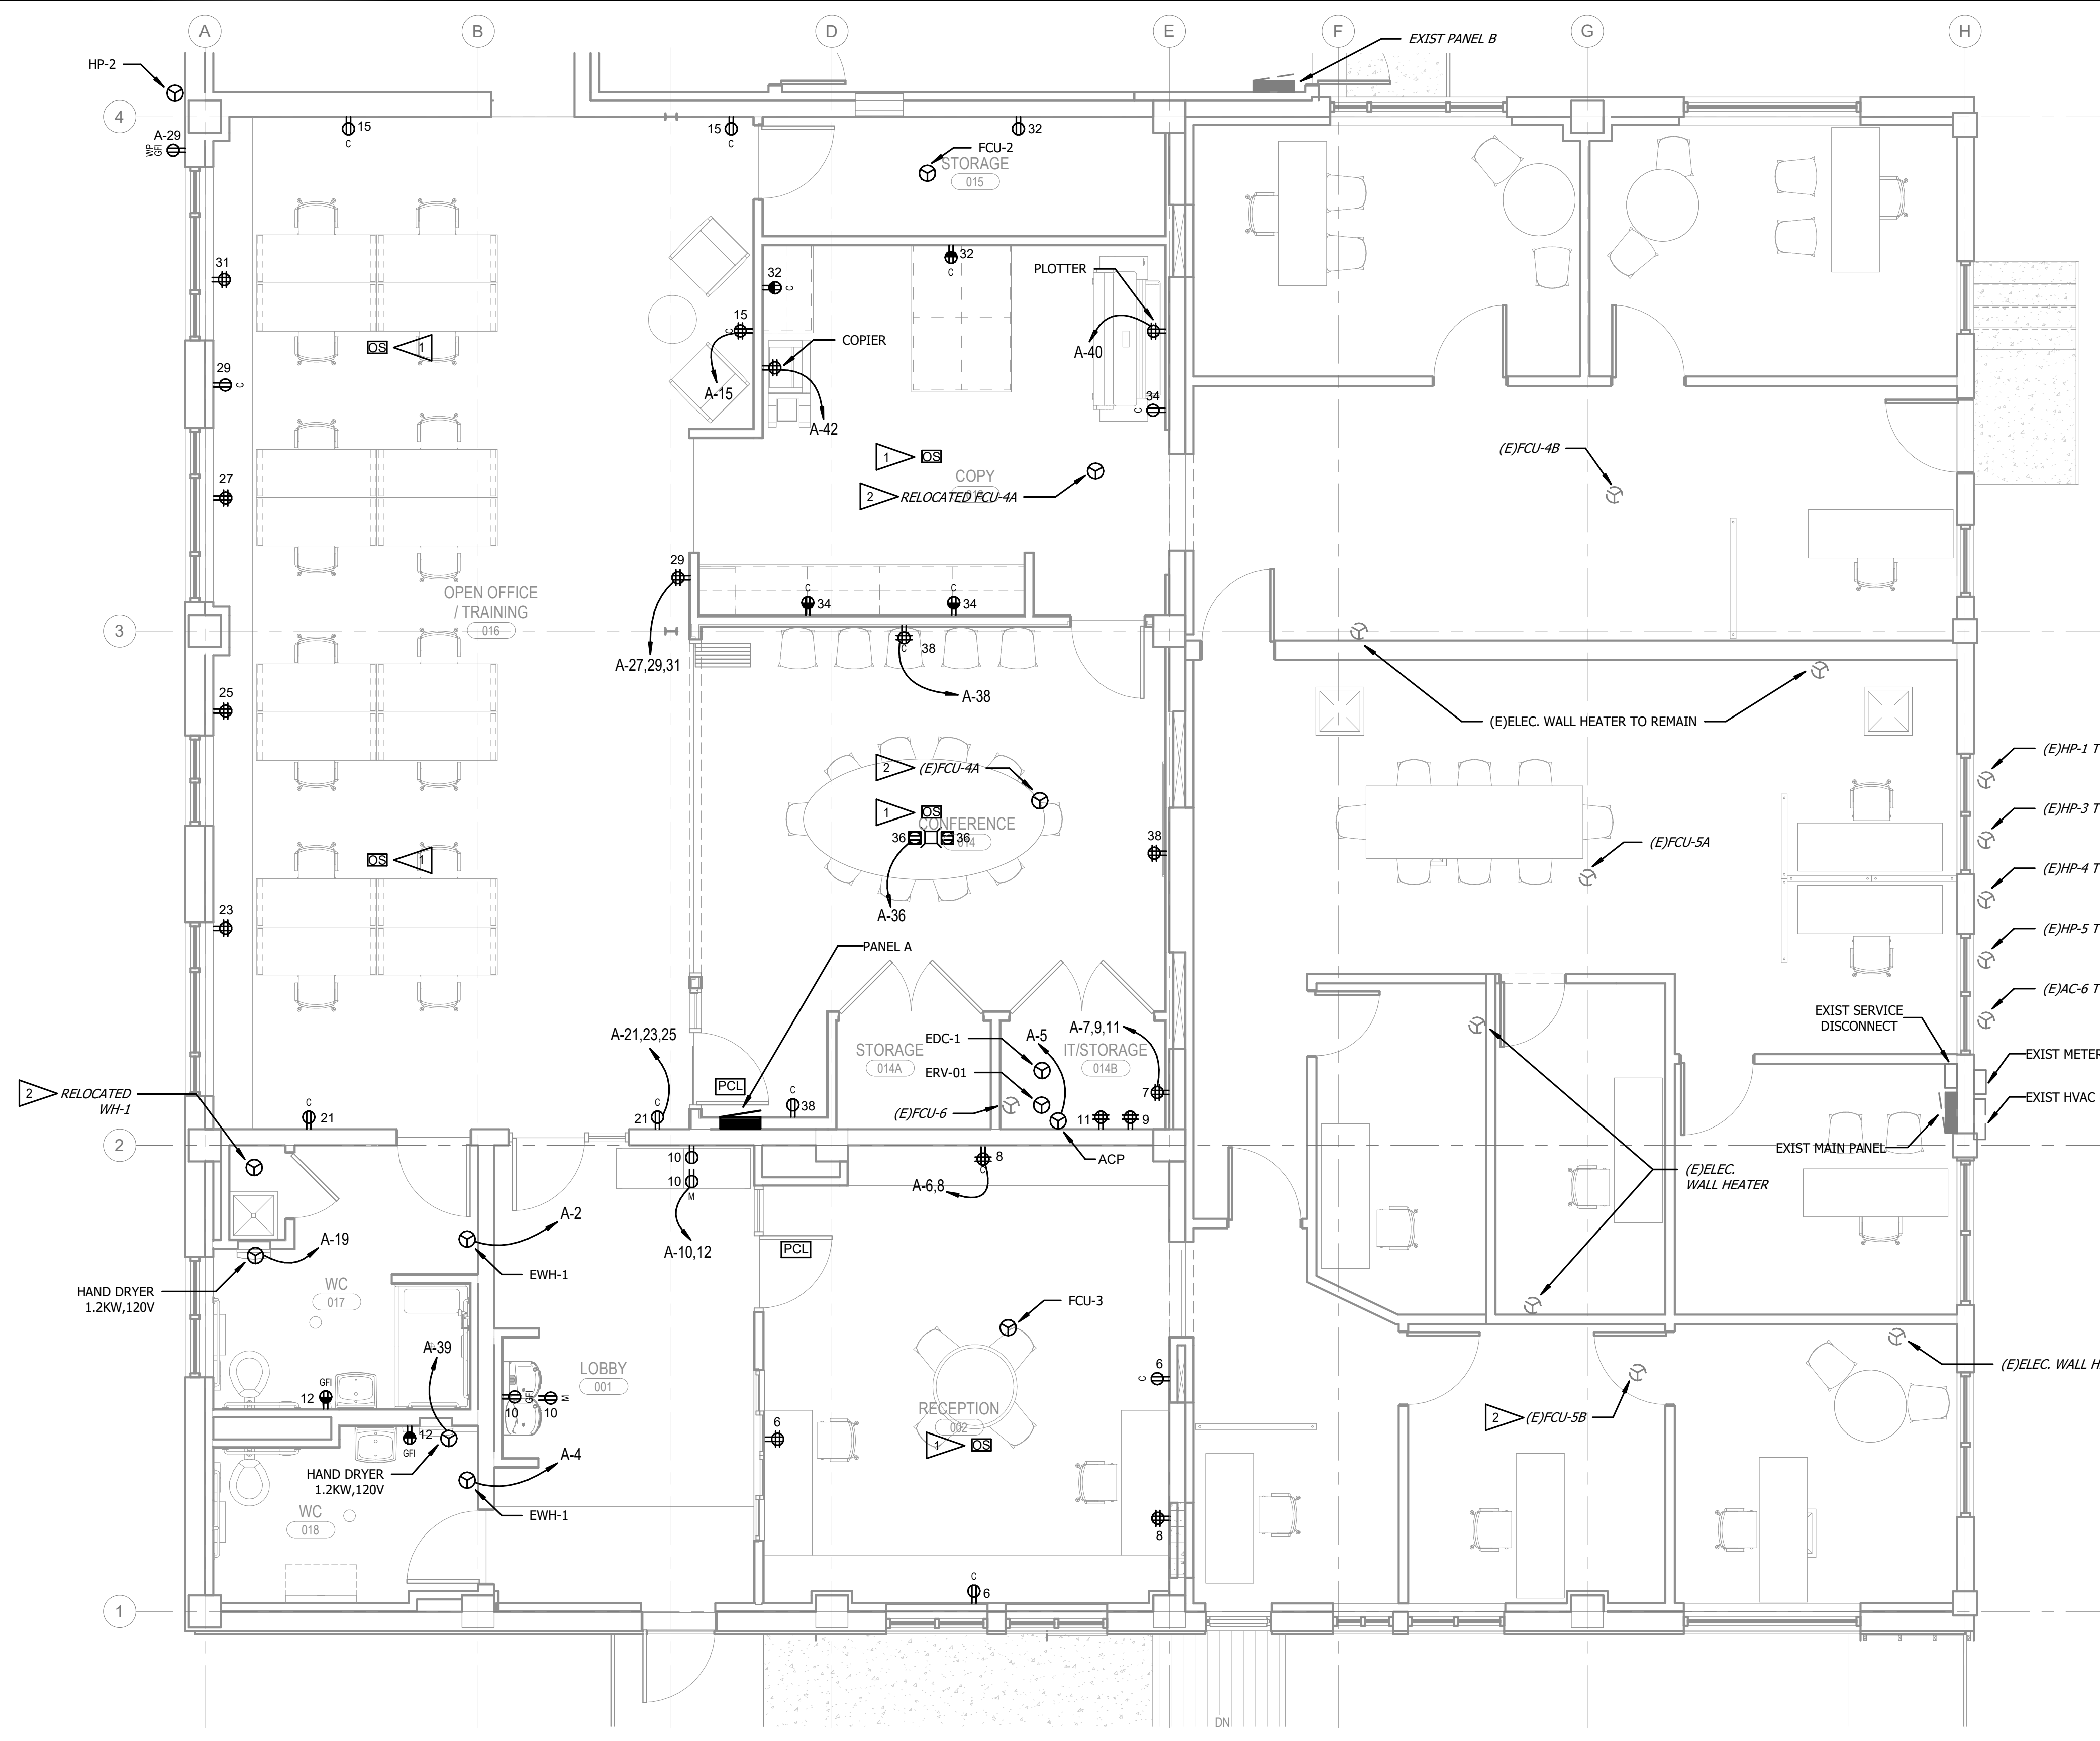 A
B
D
E
F
G
H
HP-2
EXIST PANEL B
4
A-29
WP
GFI
15
C
15
C
32
FCU-2
STORAGE
015
31
32
C
32
C
PLOTTER
15
C
COPIER
A-40
OS
1
29
C
A-15
A-42
34
C
1
OS
(E)FCU-4B
COPY
2
RELOCATED FCU-4A
27
29
OPEN OFFICE
/ TRAINING
016
C
34
C
34
3
A-27,29,31
C
38
A-38
25
(E)ELEC. WALL HEATER TO REMAIN
(E)HP-1 T
2
(E)FCU-4A
1
OS
CONFERENCE
014
36
36
(E)HP-3 T
38
(E)FCU-5A
OS
1
(E)HP-4 T
A-36
23
PANEL A
(E)HP-5 T
(E)AC-6 T
EXIST SERVICE
DISCONNECT
A-21,23,25
STORAGE
014A
EDC-1
A-5
A-7,9,11
IT/STORAGE
014B
EXIST METER
ERV-01
PCL
2
RELOCATED
WH-1
C
38
(E)FCU-6
7
EXIST HVAC
C
21
21
C
11
9
2
EXIST MAIN PANEL
10
8
C
ACP
10
M
A-6,8
(E)ELEC.
WALL HEATER
A-2
A-19
A-10,12
PCL
EWH-1
HAND DRYER
1.2KW,120V
WC
017
FCU-3
A-39
LOBBY
001
6
C
(E)ELEC. WALL H
GFI
12
GFI
M
10
10
RECEPTION
002
6
1
OS
2
(E)FCU-5B
12
GFI
A-4
HAND DRYER
1.2KW,120V
EWH-1
WC
018
8
C
6
1
DN